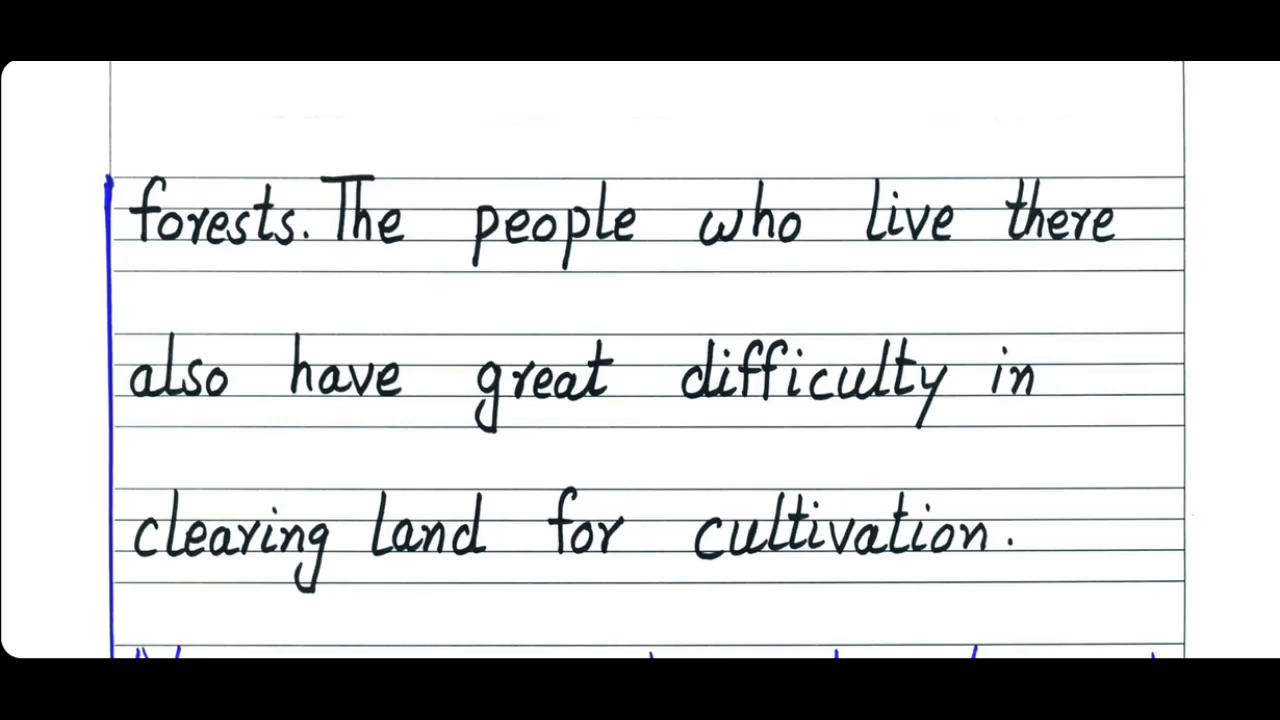 forests. The people who live there
also have great difficulty in
clearing land for cultivation.